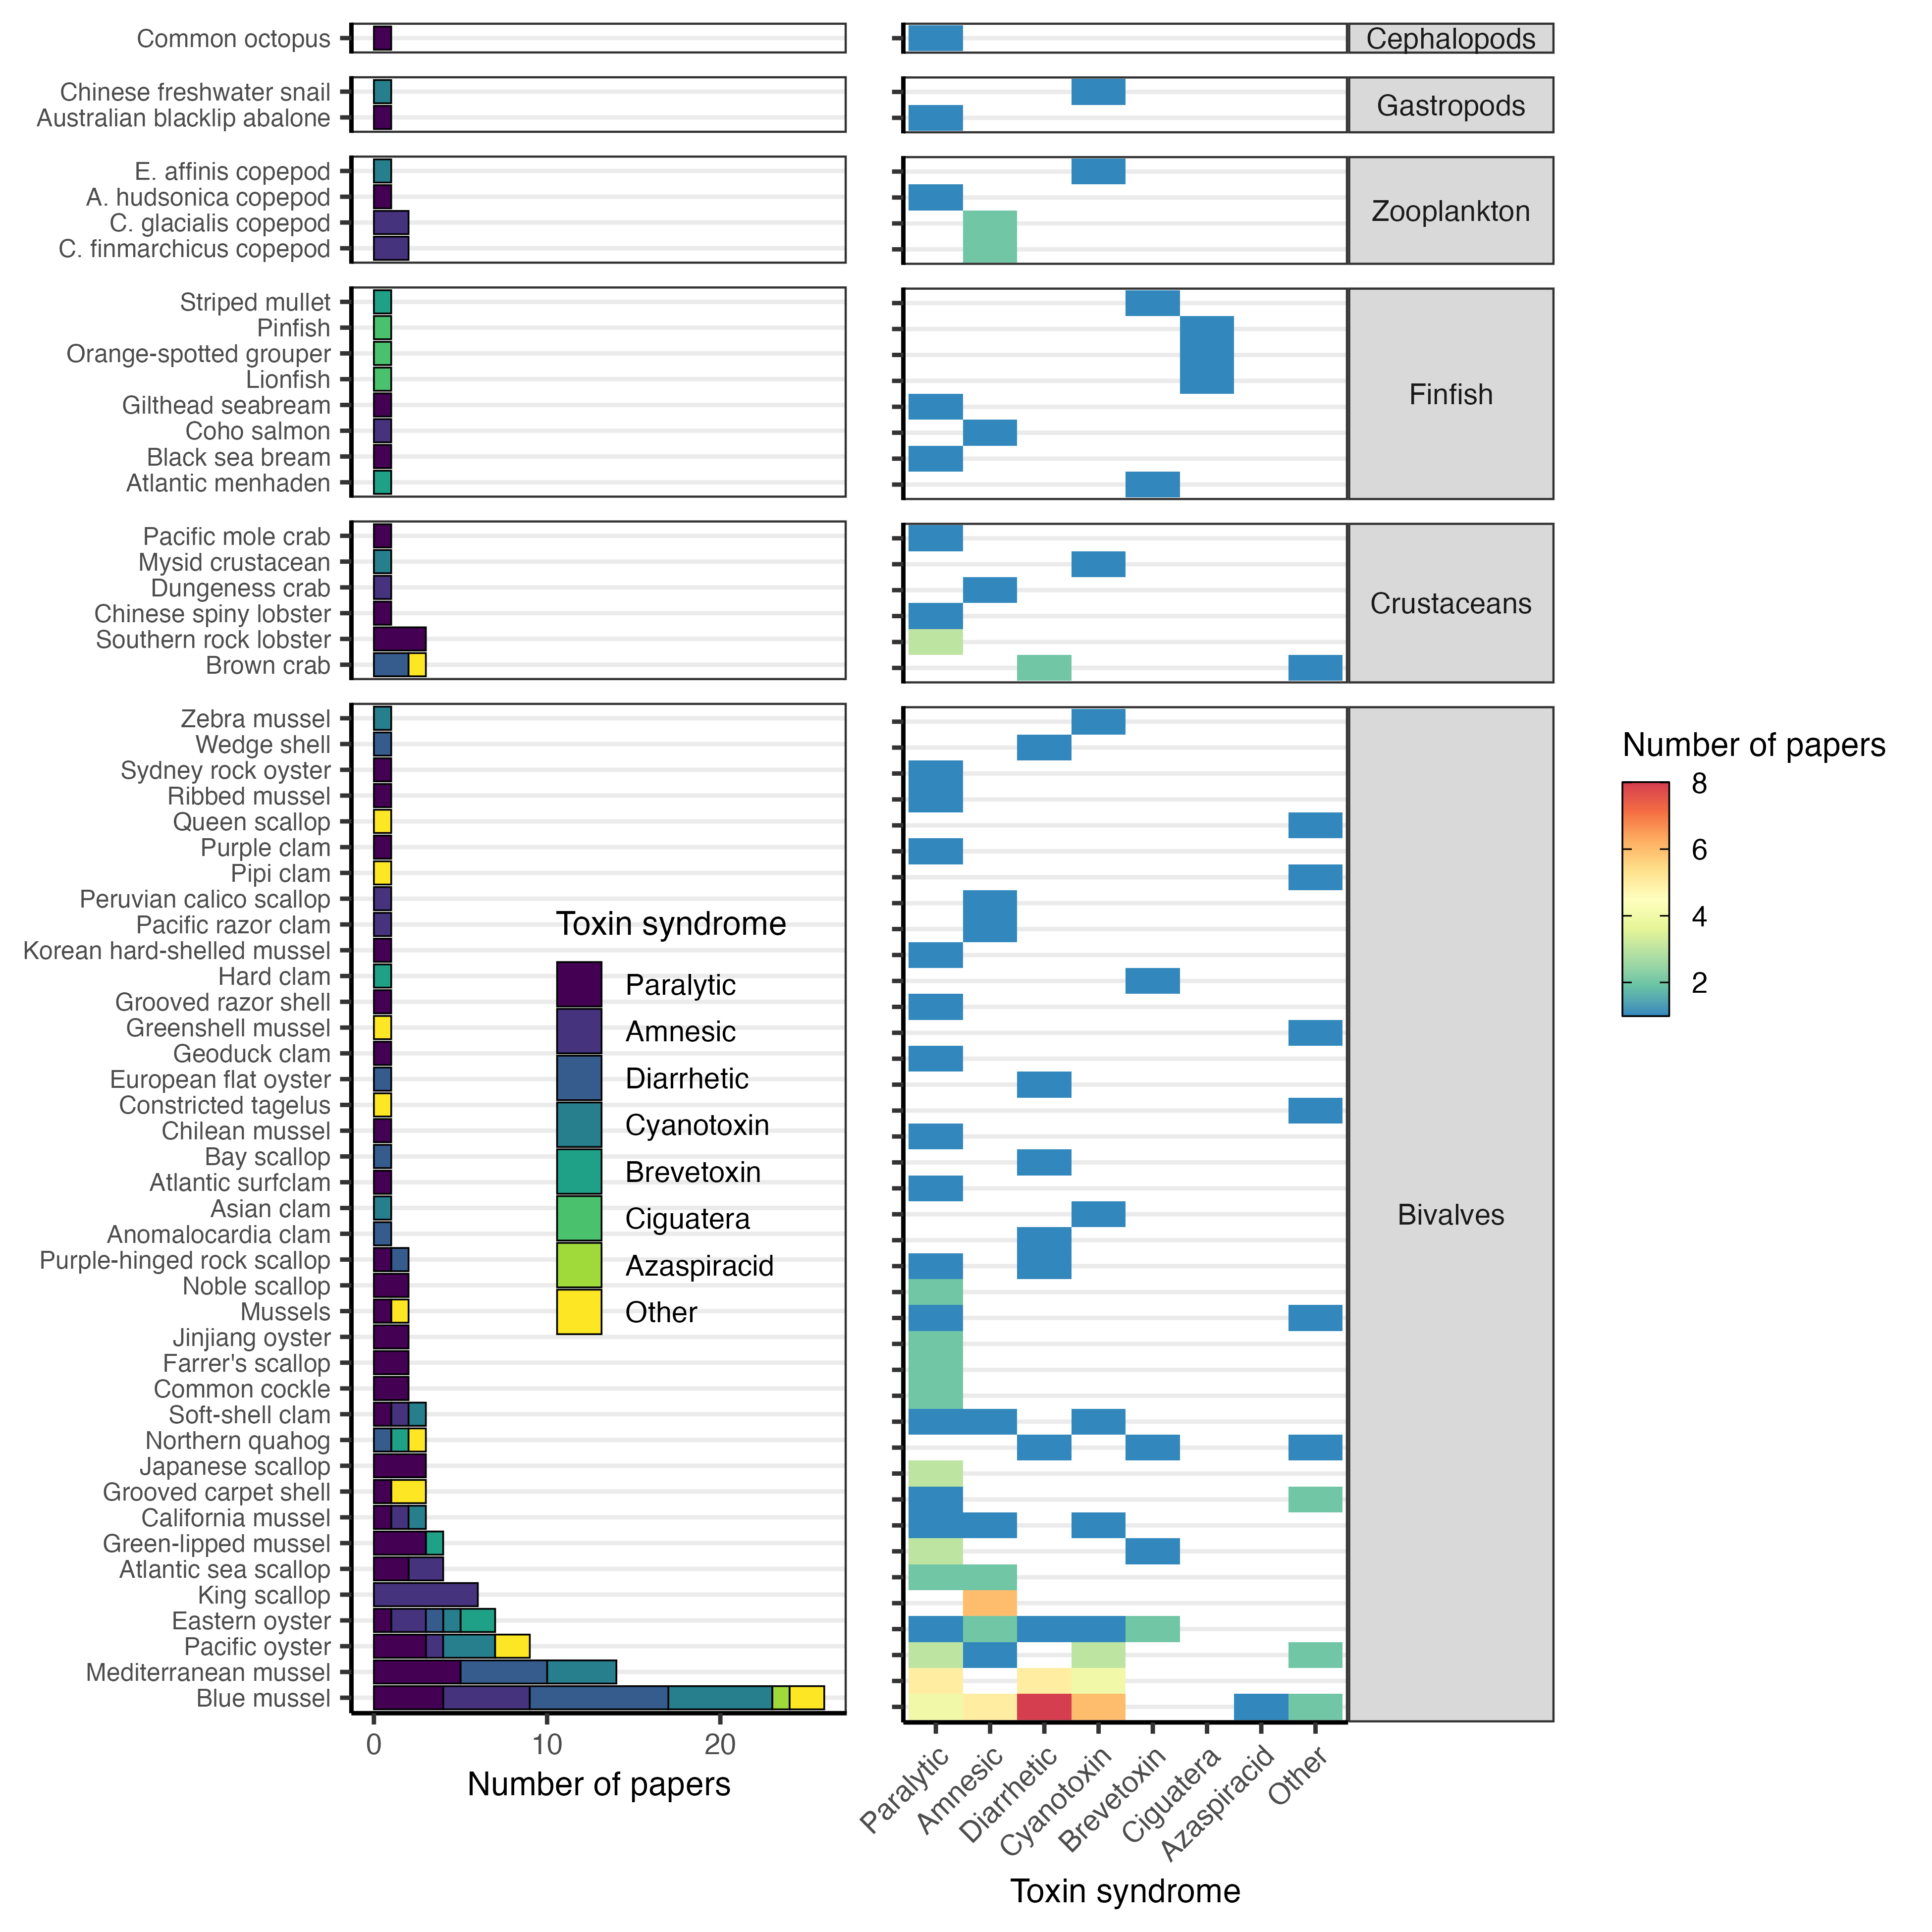 Common octopus
Cephalopods
Chinese freshwater snail
Australian blacklip abalone
Gastropods
E. affinis copepod
A. hudsonica copepod
C. glacialis copepod
C. finmarchicus copepod
Zooplankton
Striped mullet
Pinfish
Orange-spotted grouper
Lionfish
Gilthead seabream
Coho salmon
Black sea bream
Atlantic menhaden
Finfish
Pacific mole crab
Mysid crustacean
Dungeness crab
Chinese spiny lobster
Southern rock lobster
Brown crab
Crustaceans
Zebra mussel
Wedge shell
Sydney rock oyster
Ribbed mussel
Queen scallop
Purple clam
Pipi clam
Peruvian calico scallop
Pacific razor clam
Korean hard-shelled mussel
Hard clam
Grooved razor shell
Greenshell mussel
Geoduck clam
European flat oyster
Constricted tagelus
Chilean mussel
Bay scallop
Atlantic surfclam
Asian clam
Anomalocardia clam
Purple-hinged rock scallop
Noble scallop
Mussels
Jinjiang oyster
Farrer's scallop
Common cockle
Soft-shell clam
Northern quahog
Japanese scallop
Grooved carpet shell
California mussel
Green-lipped mussel
Atlantic sea scallop
King scallop
Eastern oyster
Pacific oyster
Mediterranean mussel
Blue mussel
Bivalves
Toxin syndrome
Paralytic
Amnesic
Diarrhetic
Cyanotoxin
Brevetoxin
Ciguatera
Azaspiracid
Other
0
10
20
Number of papers
Paralytic
Amnesic
Diarrhetic
Cyanotoxin
Brevetoxin
Ciguatera
Azaspiracid
Other
Toxin syndrome
Number of papers
8
6
4
2